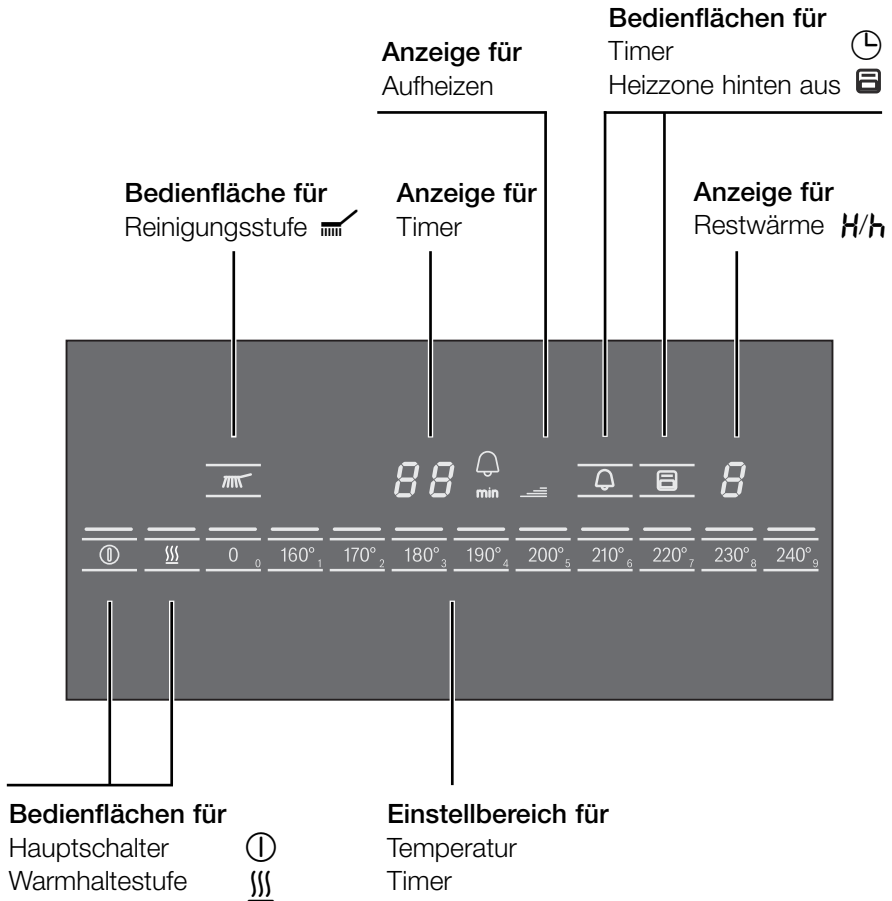 Bedienflächen für
Timer
Heizzone hinten aus
Anzeige für
Aufheizen
Bedienfläche für
Reinigungsstufe
Anzeige für
Timer
Anzeige für
Restwärme H/h
88 min 8
0 0 160° 1 170° 2 180° 3 190° 4 200° 5 210° 6 220° 7 230° 8 240° 9
Bedienflächen für
Hauptschalter
Warmhaltestufe
Einstellbereich für
Temperatur
Timer